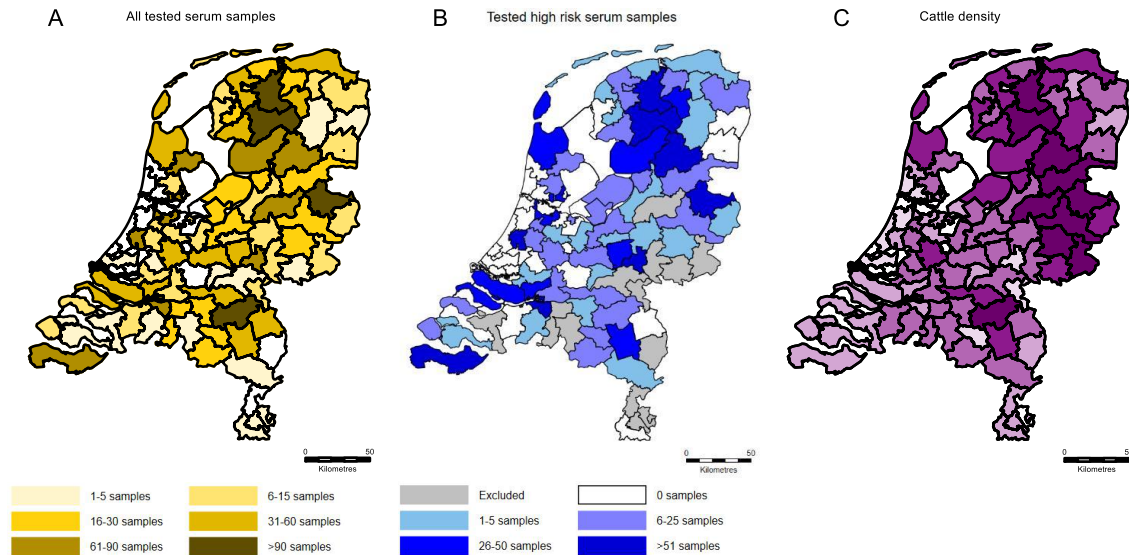 A
All tested serum samples
B
Tested high risk serum samples
C
Cattle density
0 50
Kilometres
0 50
Kilometres
0 50
Kilometres
1-5 samples
6-15 samples
16-30 samples
31-60 samples
61-90 samples
>90 samples
Excluded
0 samples
1-5 samples
6-25 samples
26-50 samples
>51 samples